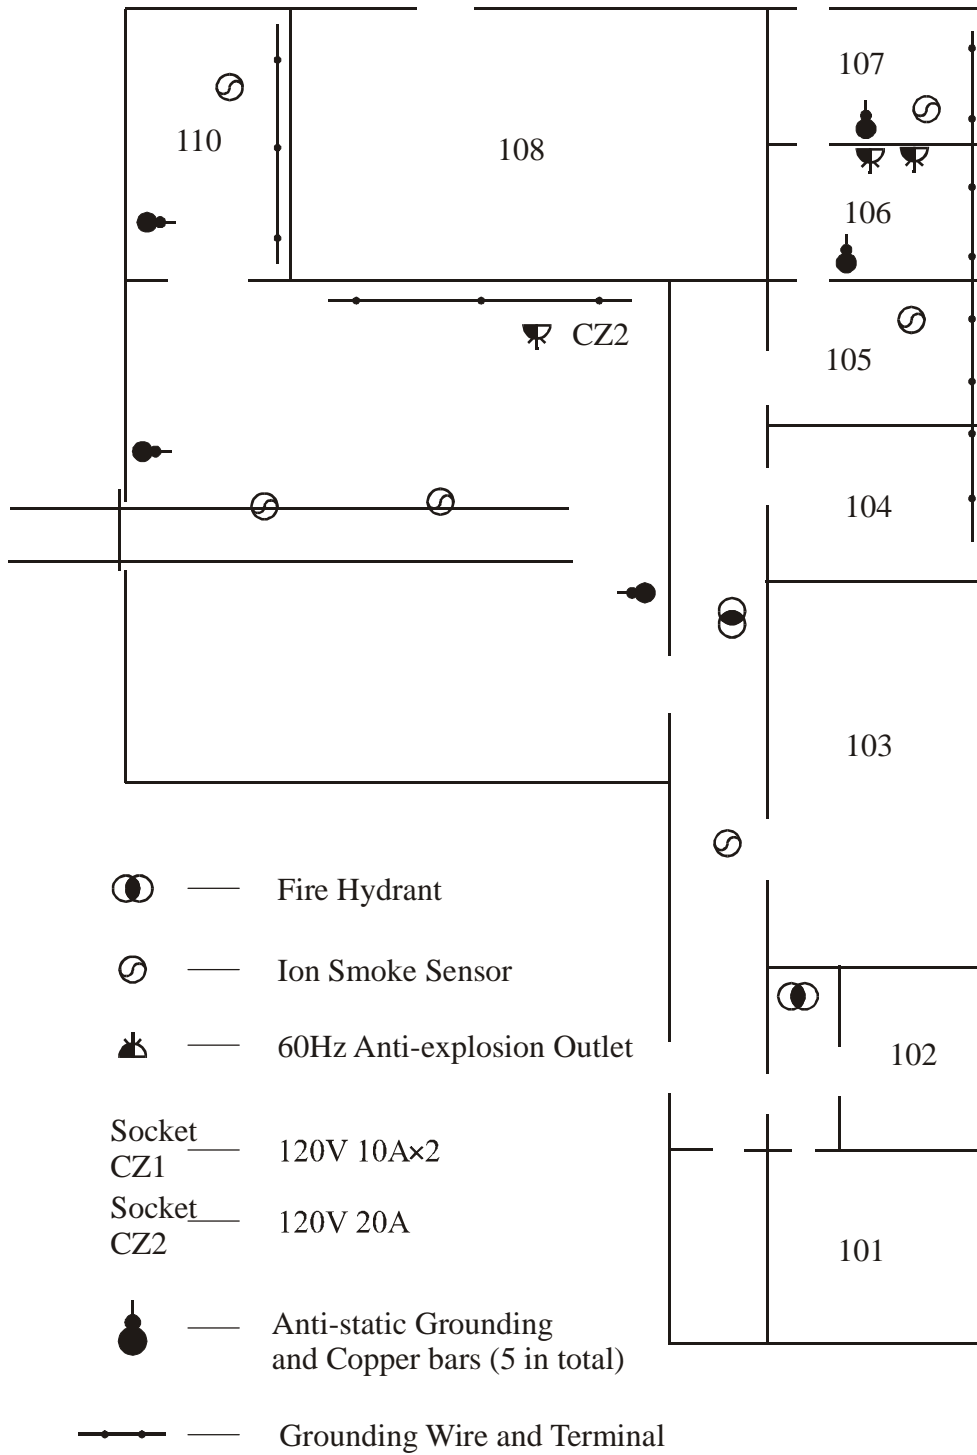 107
110
108
106
CZ2
105
104
103
Fire Hydrant
Ion Smoke Sensor
60Hz Anti-explosion Outlet
102
Socket
CZ1
120V 10A×2
Socket
CZ2
120V 20A
101
Anti-static Grounding
and Copper bars (5 in total)
Grounding Wire and Terminal